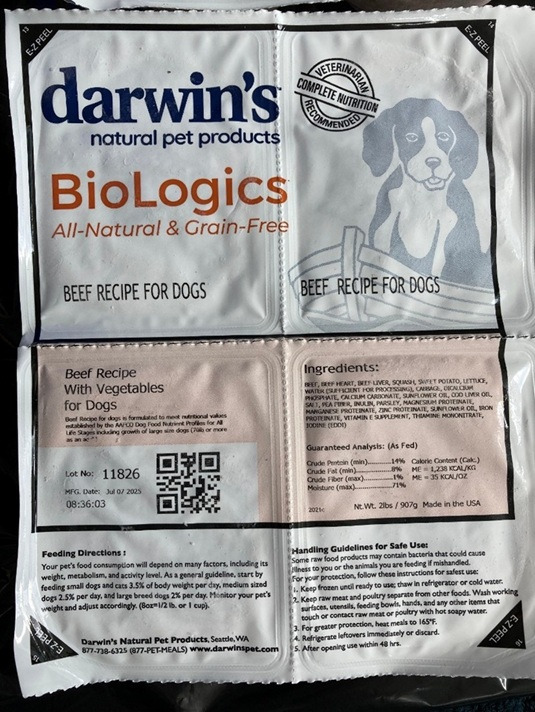 13
E-Z PEEL
14
E-Z PEEL
darwin's
natural pet products
VETERINARIAN
COMPLETE NUTRITION
RECOMMENDED
BioLogics
All-Natural & Grain-Free
BEEF RECIPE FOR DOGS
BEEF RECIPE FOR DOGS
Beef Recipe
With Vegetables
for Dogs
Beef Recipe for dogs is formulated to meet nutritional values
established by the AAFCO Dog Food Nutrient Profiles for All
Life Stages including growth of large size dogs (70lb or more
as an
Lot No: 11826
MFG. Date: Jul 07 2025
08:36:03
Ingredients:
BEEF, BEEF HEART, BEEF LIVER, SQUASH, SWEET POTATO, LETTUCE,
WATER (SUFFICIENT FOR PROCESSING), CABBAGE, DICALCIUM
PHOSPHATE, CALCIUM CARBONATE, SUNFLOWER OIL, COD LIVER OIL,
SALT, PEA FIBER, INULIN, PARSLEY, MAGNESIUM PROTEINATE,
MANGANESE PROTEINATE, ZINC PROTEINATE, SUNFLOWER OIL, IRON
PROTEINATE, VITAMIN E SUPPLEMENT, THIAMINE MONONITRATE,
IODINE (EDDI)
Guaranteed Analysis: (As Fed)
Crude Protein (min)..............14% Calorie Content (Calc.)
Crude Fat (min)....................8% ME = 1,238 KCAL/KG
Crude Fiber (max)................1% ME = 35 KCAL/OZ
Moisture (max)....................71%
2021c Nt.Wt. 2lbs / 907g Made in the USA
Feeding Directions :
Your pet's food consumption will depend on many factors, including its
weight, metabolism, and activity level. As a general guideline, start by
feeding small dogs and cats 3.5% of body weight per day, medium sized
dogs 2.5% per day, and large breed dogs 2% per day. Monitor your pet's
weight and adjust accordingly. (8oz=1/2 lb. or 1 cup).
Darwin's Natural Pet Products, Seattle, WA
877-738-6325 (877-PET-MEALS) www.darwinspet.com
E-Z PEEL
16
Handling Guidelines for Safe Use:
Some raw food products may contain bacteria that could cause
illness to you or the animals you are feeding if mishandled.
For your protection, follow these instructions for safest use:
1. Keep frozen until ready to use; thaw in refrigerator or cold water.
2. Keep raw meat and poultry separate from other foods. Wash working
surfaces, utensils, feeding bowls, hands, and any other items that
touch or contact raw meat or poultry with hot soapy water.
3. For greater protection, heat meals to 165°F.
4. Refrigerate leftovers immediately or discard.
5. After opening use within 48 hrs.
E-Z PEEL
15